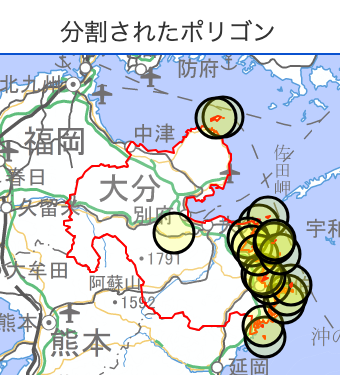 分割されたポリゴン
防府
北九州
福岡
中津
佐田岬
春日
大分
久留米
別府
宇和
大牟田
・1791
阿蘇山
・1592
熊本
熊本
沖の
延岡